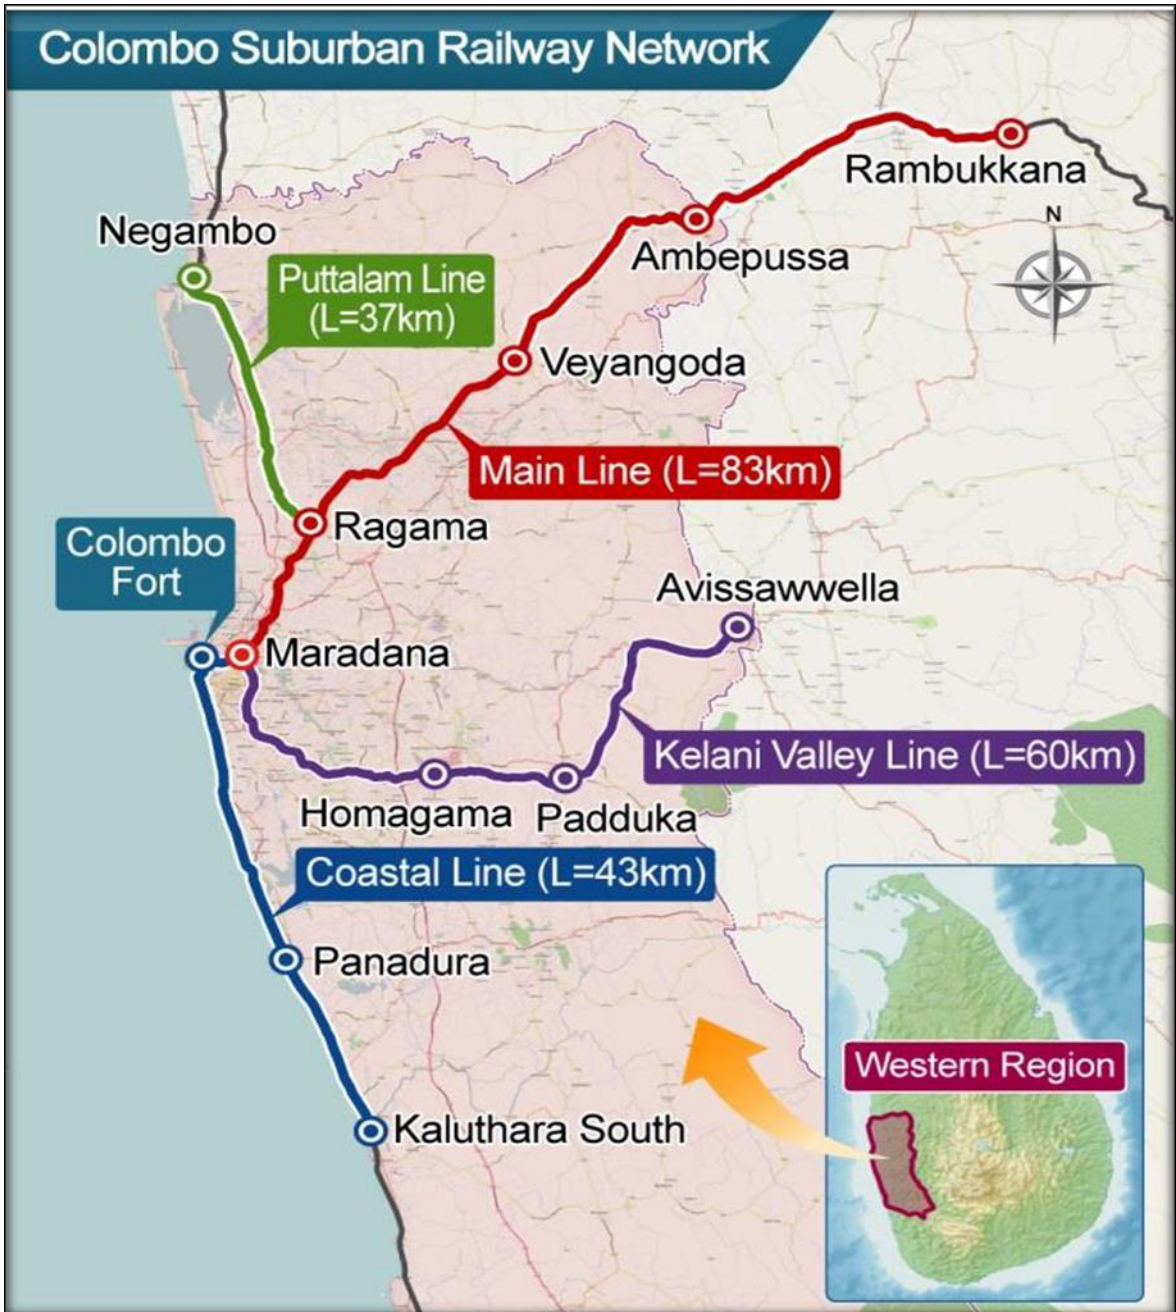 Colombo Suburban Railway Network
Rambukkana
N
Negambo
Ambepussa
Puttalam Line
(L=37km)
Veyangoda
Main Line (L=83km)
Ragama
Colombo
Fort
Avissawwella
Maradana
Kelani Valley Line (L=60km)
Homagama
Padduka
Coastal Line (L=43km)
Panadura
Western Region
Kaluthara South